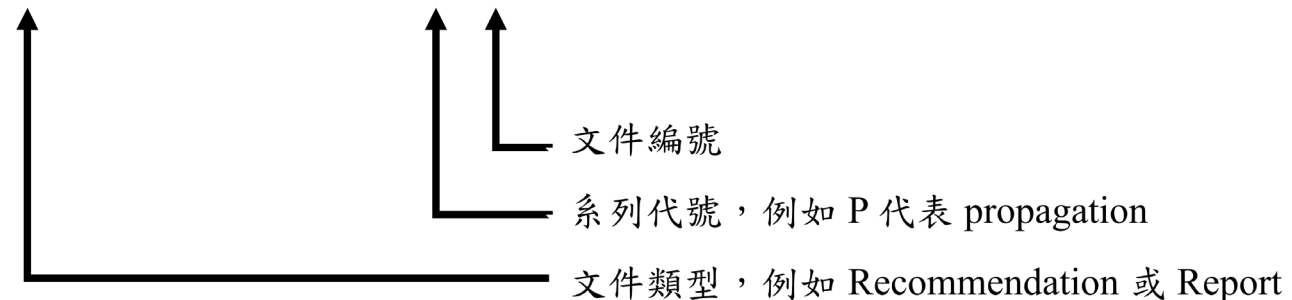 文件編號
系列代號，例如 P 代表 propagation
文件類型，例如 Recommendation 或 Report